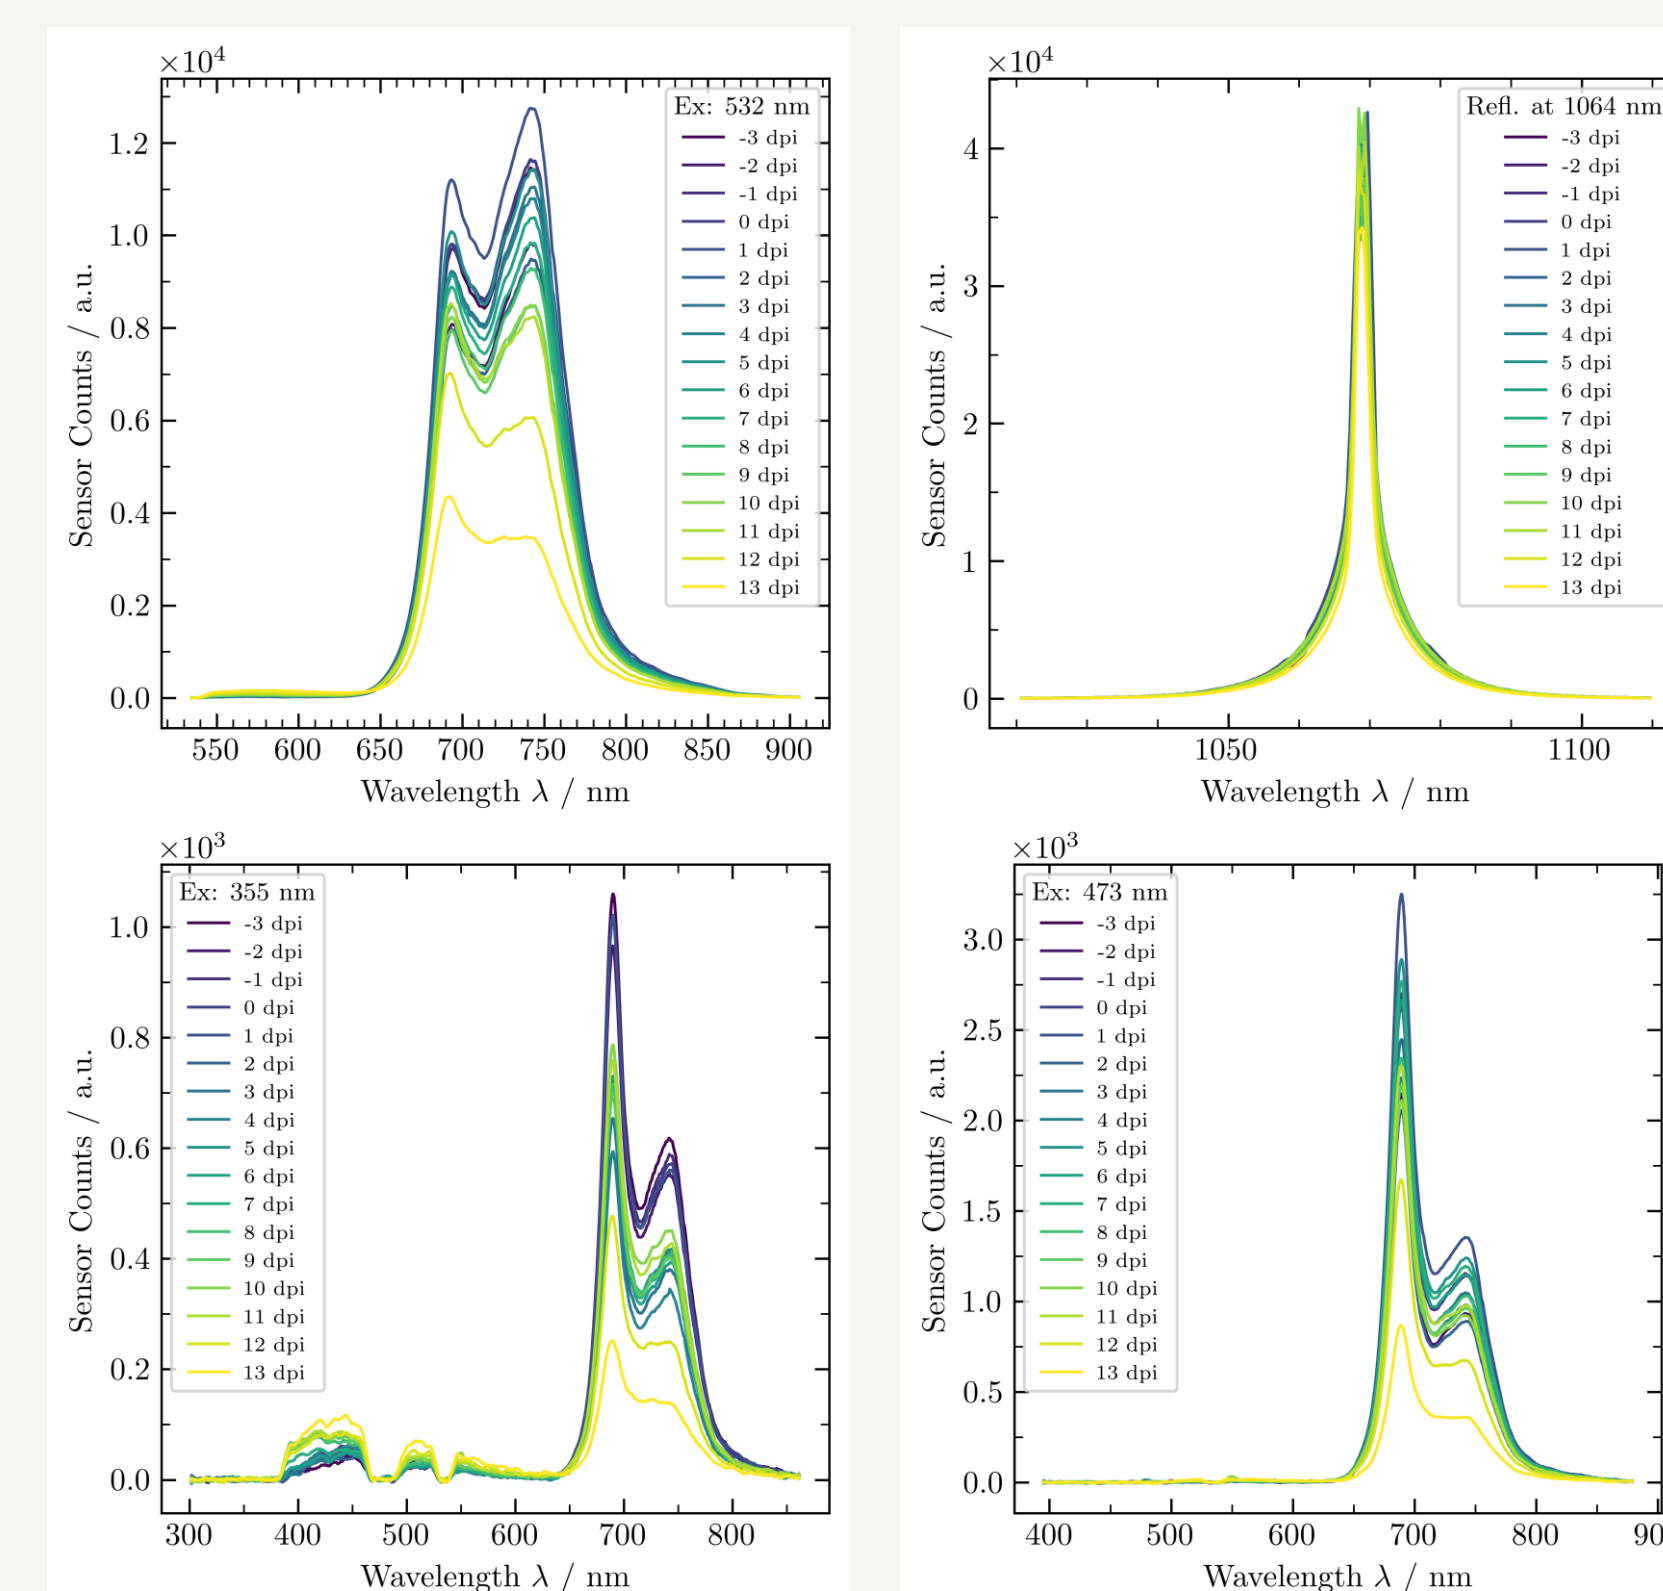 ×10⁴
Ex: 532 nm
-3 dpi
-2 dpi
-1 dpi
0 dpi
1 dpi
2 dpi
3 dpi
4 dpi
5 dpi
6 dpi
7 dpi
8 dpi
9 dpi
10 dpi
11 dpi
12 dpi
13 dpi
1.2
1.0
0.8
0.6
0.4
0.2
0.0
Sensor Counts / a.u.
550 600 650 700 750 800 850 900
Wavelength λ / nm
×10⁴
Refl. at 1064 nm
-3 dpi
-2 dpi
-1 dpi
0 dpi
1 dpi
2 dpi
3 dpi
4 dpi
5 dpi
6 dpi
7 dpi
8 dpi
9 dpi
10 dpi
11 dpi
12 dpi
13 dpi
4
3
2
1
0
Sensor Counts / a.u.
1050 1100
Wavelength λ / nm
×10³
Ex: 355 nm
-3 dpi
-2 dpi
-1 dpi
0 dpi
1 dpi
2 dpi
3 dpi
4 dpi
5 dpi
6 dpi
7 dpi
8 dpi
9 dpi
10 dpi
11 dpi
12 dpi
13 dpi
1.0
0.8
0.6
0.4
0.2
0.0
Sensor Counts / a.u.
300 400 500 600 700 800
Wavelength λ / nm
×10³
Ex: 473 nm
-3 dpi
-2 dpi
-1 dpi
0 dpi
1 dpi
2 dpi
3 dpi
4 dpi
5 dpi
6 dpi
7 dpi
8 dpi
9 dpi
10 dpi
11 dpi
12 dpi
13 dpi
3.0
2.5
2.0
1.5
1.0
0.5
0.0
Sensor Counts / a.u.
400 500 600 700 800 90
Wavelength λ / nm